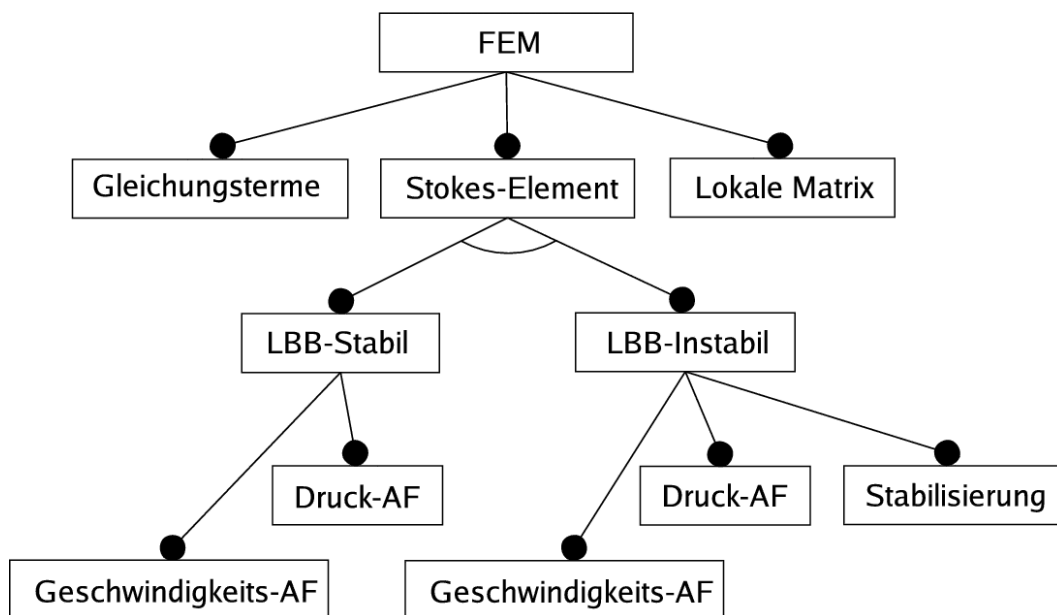 FEM
Gleichungsterme
Stokes-Element
Lokale Matrix
LBB-Stabil
LBB-Instabil
Druck-AF
Druck-AF
Stabilisierung
Geschwindigkeits-AF
Geschwindigkeits-AF